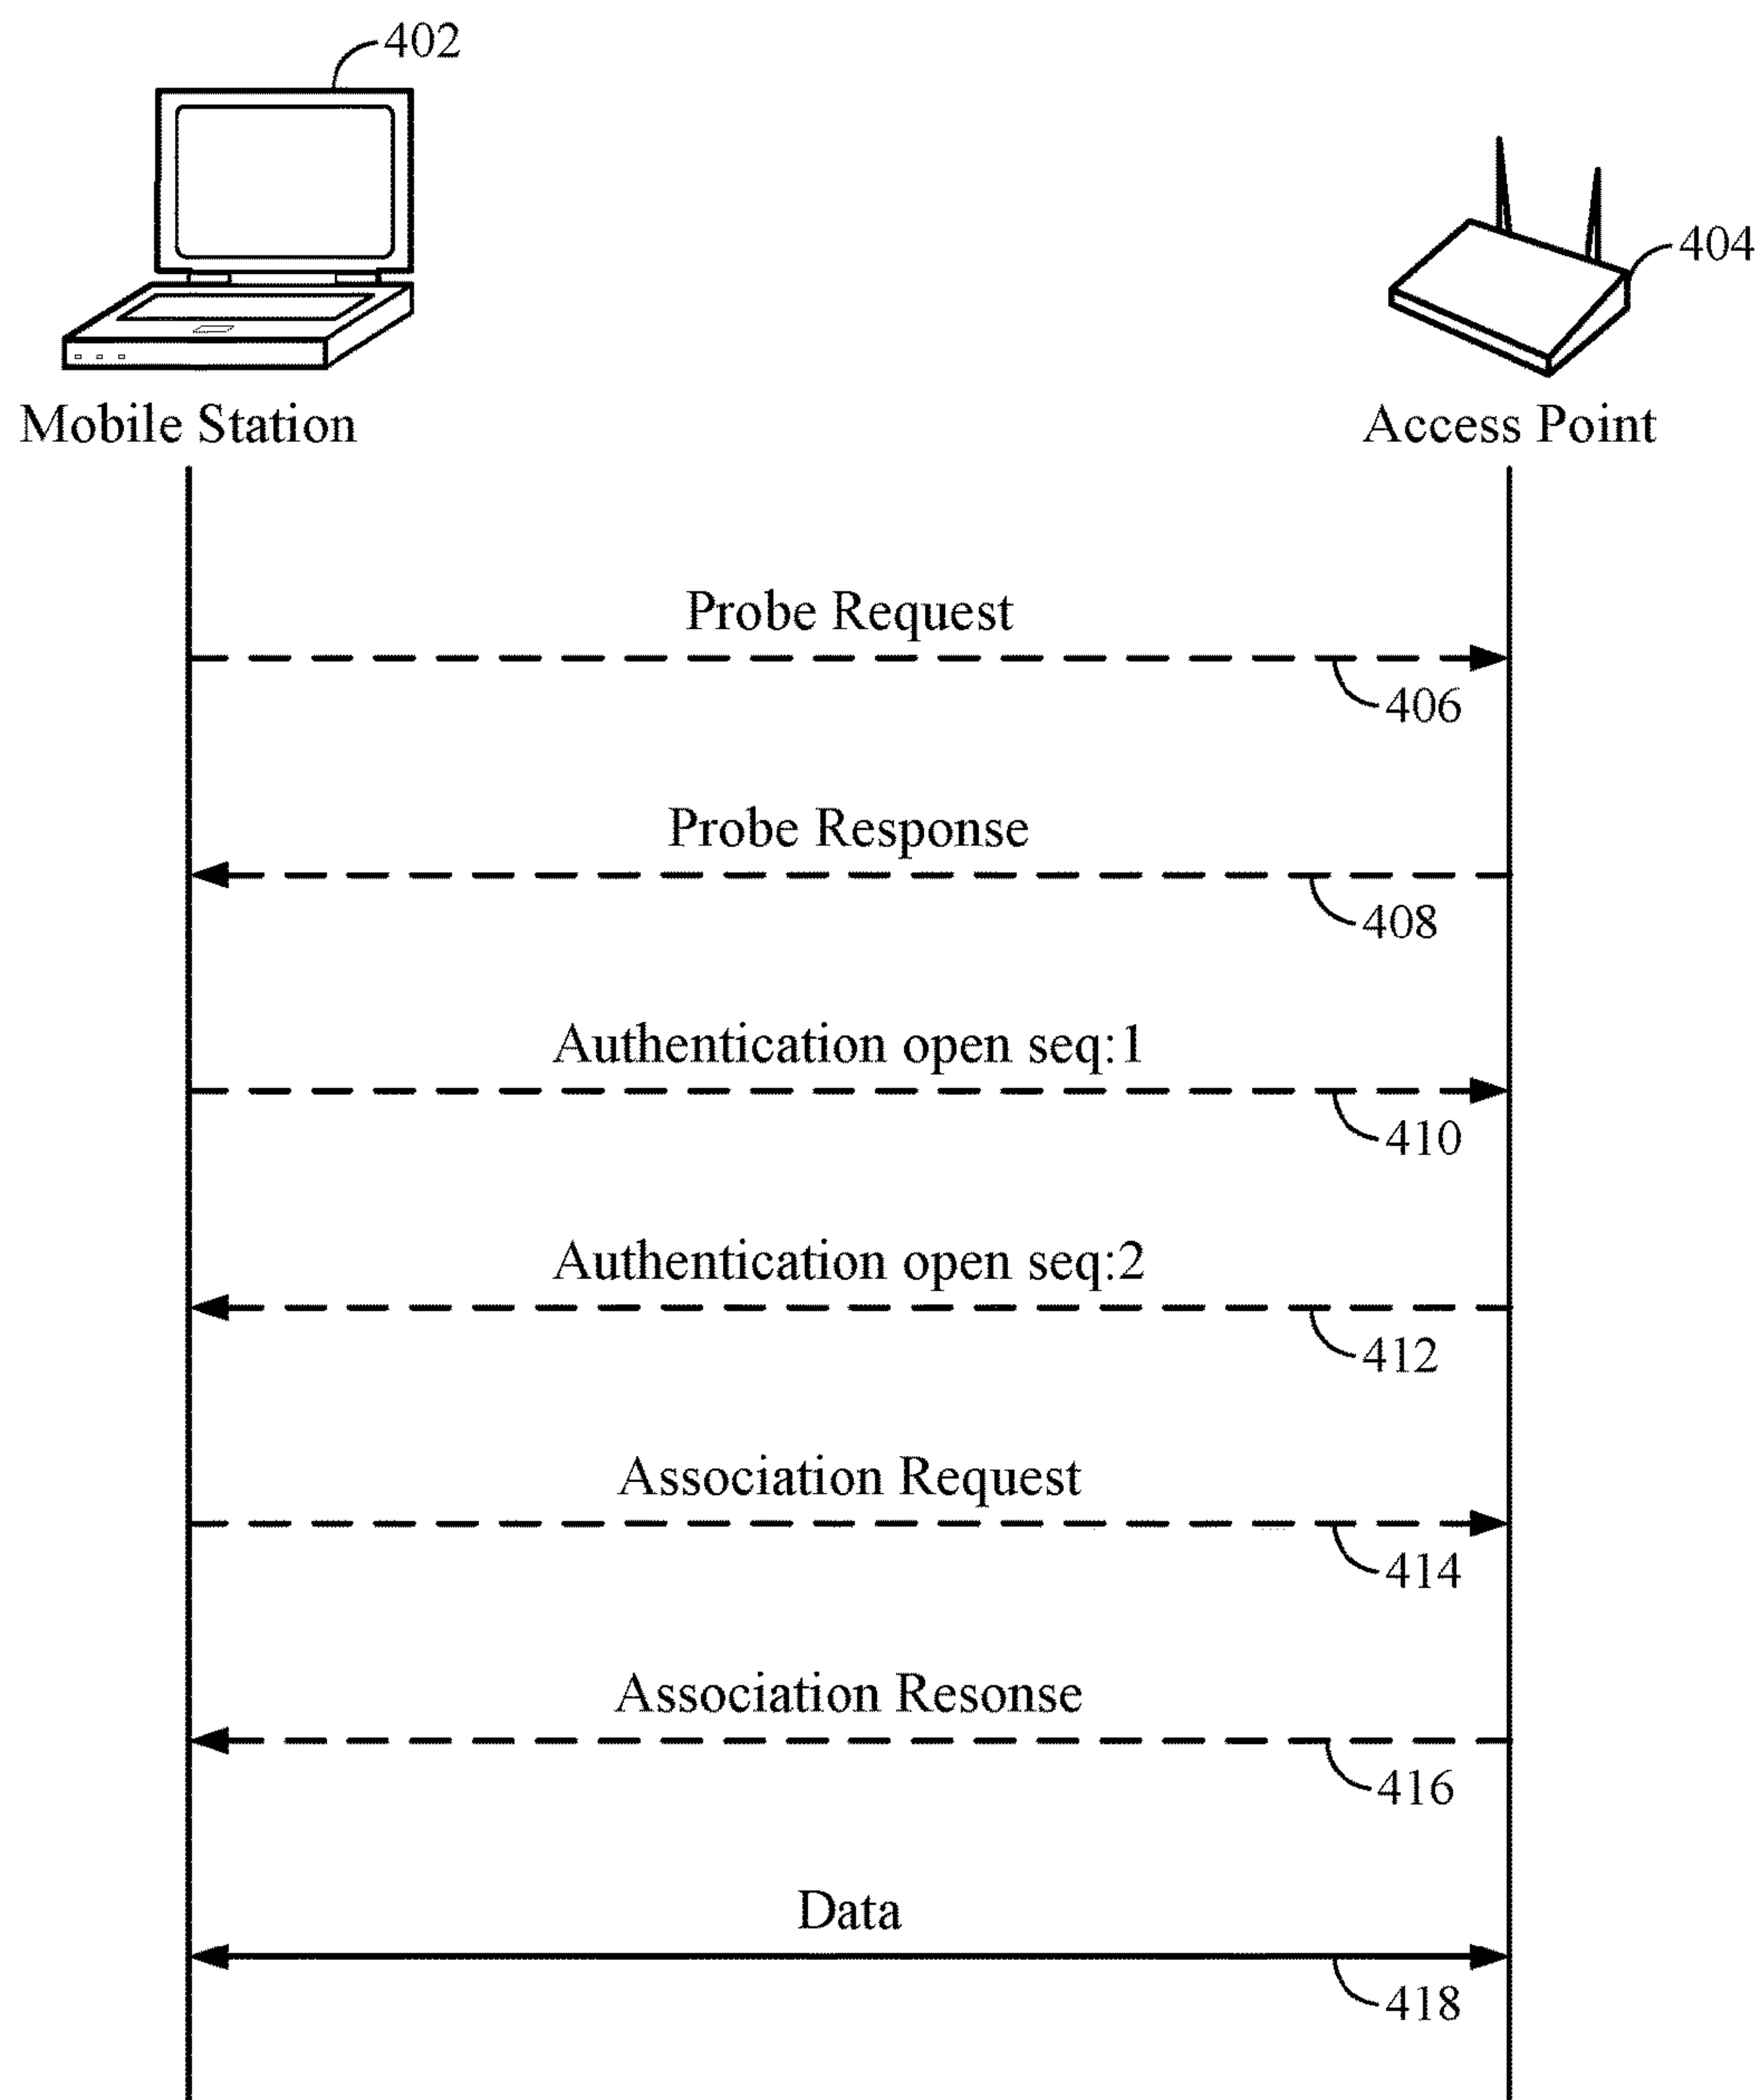 402
404
Mobile Station
Access Point
Probe Request
406
Probe Response
408
Authentication open seq:1
410
Authentication open seq:2
412
Association Request
414
Association Resonse
416
Data
418